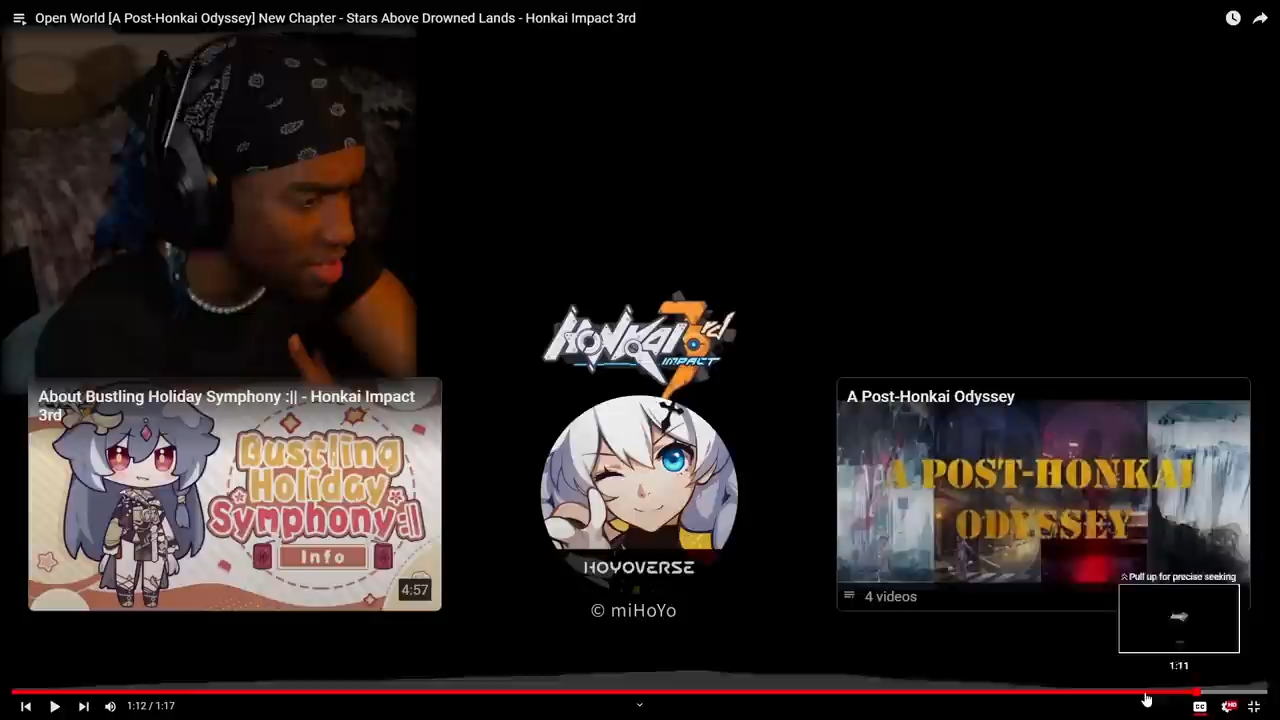 Open World [A Post-Honkai Odyssey] New Chapter - Stars Above Drowned Lands - Honkai Impact 3rd
HONKAI 3rd
IMPACT
About Bustling Holiday Symphony :|| - Honkai Impact
3rd
Bustling
Holiday
Symphony:||
Info
4:57
HOYOVERSE
© miHoYo
A Post-Honkai Odyssey
A POST-HONKAI
ODYSSEY
4 videos
Pull up for precise seeking
1:11
1:12 / 1:17
CC
HD